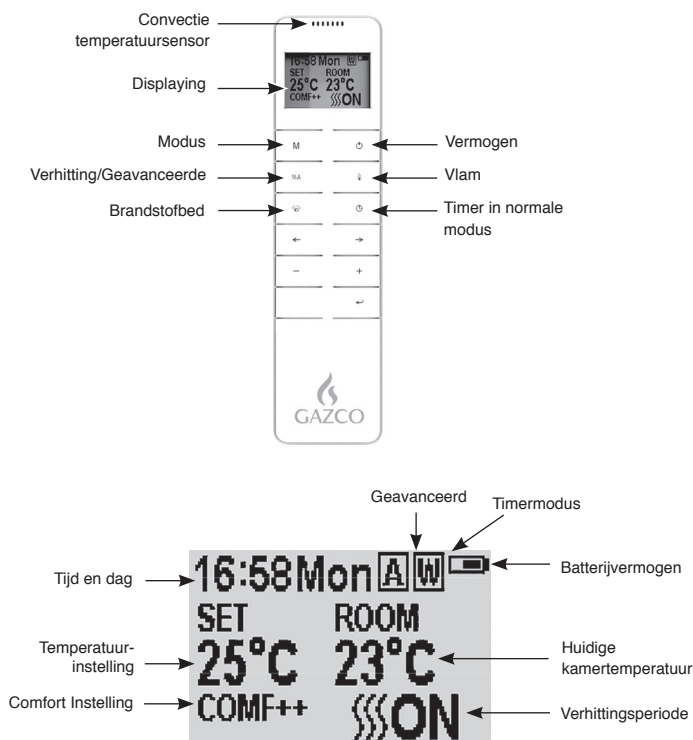 Convectie
temperatuursensor
16:58 Mon W
SET ROOM
Displaying
25°C 23°C
COMF++ ON
Modus
M
Vermogen
Verhitting/Geavanceerde
Vlam
Brandstofbed
Timer in normale
modus
←
→
−
+
↵
GAZCO
Geavanceerd
Timermodus
Tijd en dag
16:58Mon A W
Batterijvermogen
SET ROOM
Temperatuur-
instelling
25°C 23°C
Huidige
kamertemperatuur
Comfort Instelling
COMF++ ON
Verhittingsperiode